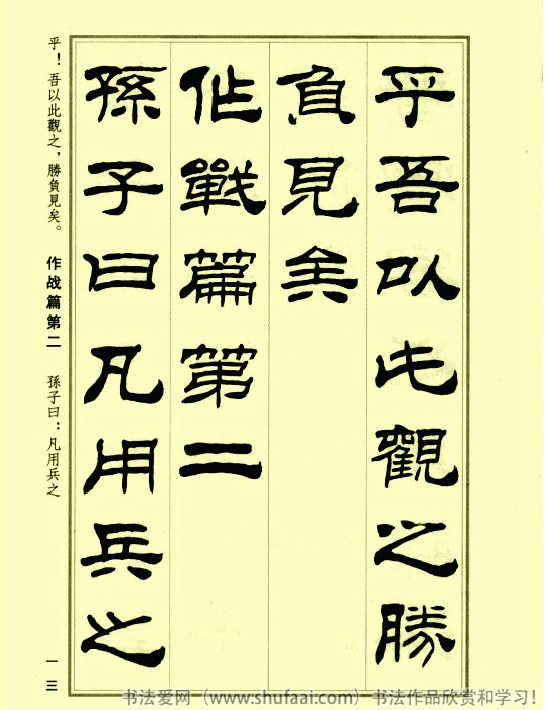 乎吾以此觀之勝
負見矣
作戰篇第二
孫子曰凡用兵之
乎！吾以此觀之，勝負見矣。 作战篇第二 孫子曰：凡用兵之
一三
书法爱网（www.shufaai.com）书法作品欣赏和学习！